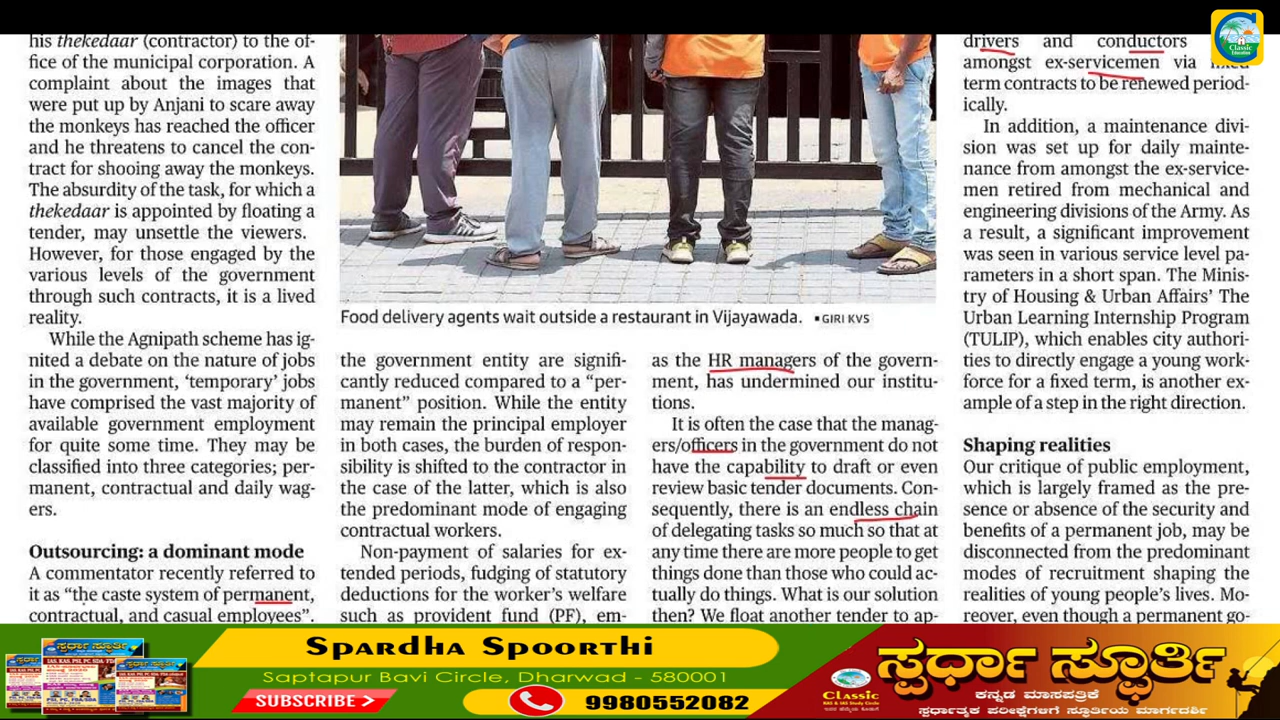 his thekedaar (contractor) to the of-
fice of the municipal corporation. A
complaint about the images that
were put up by Anjani to scare away
the monkeys has reached the officer
and he threatens to cancel the con-
tract for shooing away the monkeys.
The absurdity of the task, for which a
thekedaar is appointed by floating a
tender, may unsettle the viewers.
However, for those engaged by the
various levels of the government
through such contracts, it is a lived
reality.
While the Agnipath scheme has ig-
nited a debate on the nature of jobs
in the government, ‘temporary’ jobs
have comprised the vast majority of
available government employment
for quite some time. They may be
classified into three categories; per-
manent, contractual and daily wag-
ers.
Outsourcing: a dominant mode
A commentator recently referred to
it as “the caste system of permanent,
contractual, and casual employees”.
Food delivery agents wait outside a restaurant in Vijayawada. ▪GIRI KVS
the government entity are signifi-
cantly reduced compared to a “per-
manent” position. While the entity
may remain the principal employer
in both cases, the burden of respon-
sibility is shifted to the contractor in
the case of the latter, which is also
the predominant mode of engaging
contractual workers.
Non-payment of salaries for ex-
tended periods, fudging of statutory
deductions for the worker’s welfare
such as provident fund (PF), em-
as the HR managers of the govern-
ment, has undermined our institu-
tions.
It is often the case that the manag-
ers/officers in the government do not
have the capability to draft or even
review basic tender documents. Con-
sequently, there is an endless chain
of delegating tasks so much so that at
any time there are more people to get
things done than those who could ac-
tually do things. What is our solution
then? We float another tender to ap-
drivers and conductors
amongst ex-servicemen via fixed
term contracts to be renewed period-
ically.
In addition, a maintenance divi-
sion was set up for daily mainte-
nance from amongst the ex-service-
men retired from mechanical and
engineering divisions of the Army. As
a result, a significant improvement
was seen in various service level pa-
rameters in a short span. The Minis-
try of Housing & Urban Affairs’ The
Urban Learning Internship Program
(TULIP), which enables city authori-
ties to directly engage a young work-
force for a fixed term, is another ex-
ample of a step in the right direction.
Shaping realities
Our critique of public employment,
which is largely framed as the pre-
sence or absence of the security and
benefits of a permanent job, may be
disconnected from the predominant
modes of recruitment shaping the
realities of young people’s lives. Mo-
reover, even though a permanent go-
Classic
Education
Spardha Spoorthi
Saptapur Bavi Circle, Dharwad - 580001
SUBSCRIBE
9980552082
ಸ್ಪರ್ಧಾ ಸ್ಫೂರ್ತಿ
ಕನ್ನಡ ಮಾಸಪತ್ರಿಕೆ
ಸ್ಪರ್ಧಾತ್ಮಕ ಪರೀಕ್ಷೆಗಳಿಗೆ ಸ್ಫೂರ್ತಿಯ ಮಾರ್ಗದರ್ಶಿ
Classic
KAS & IAS Study Circle